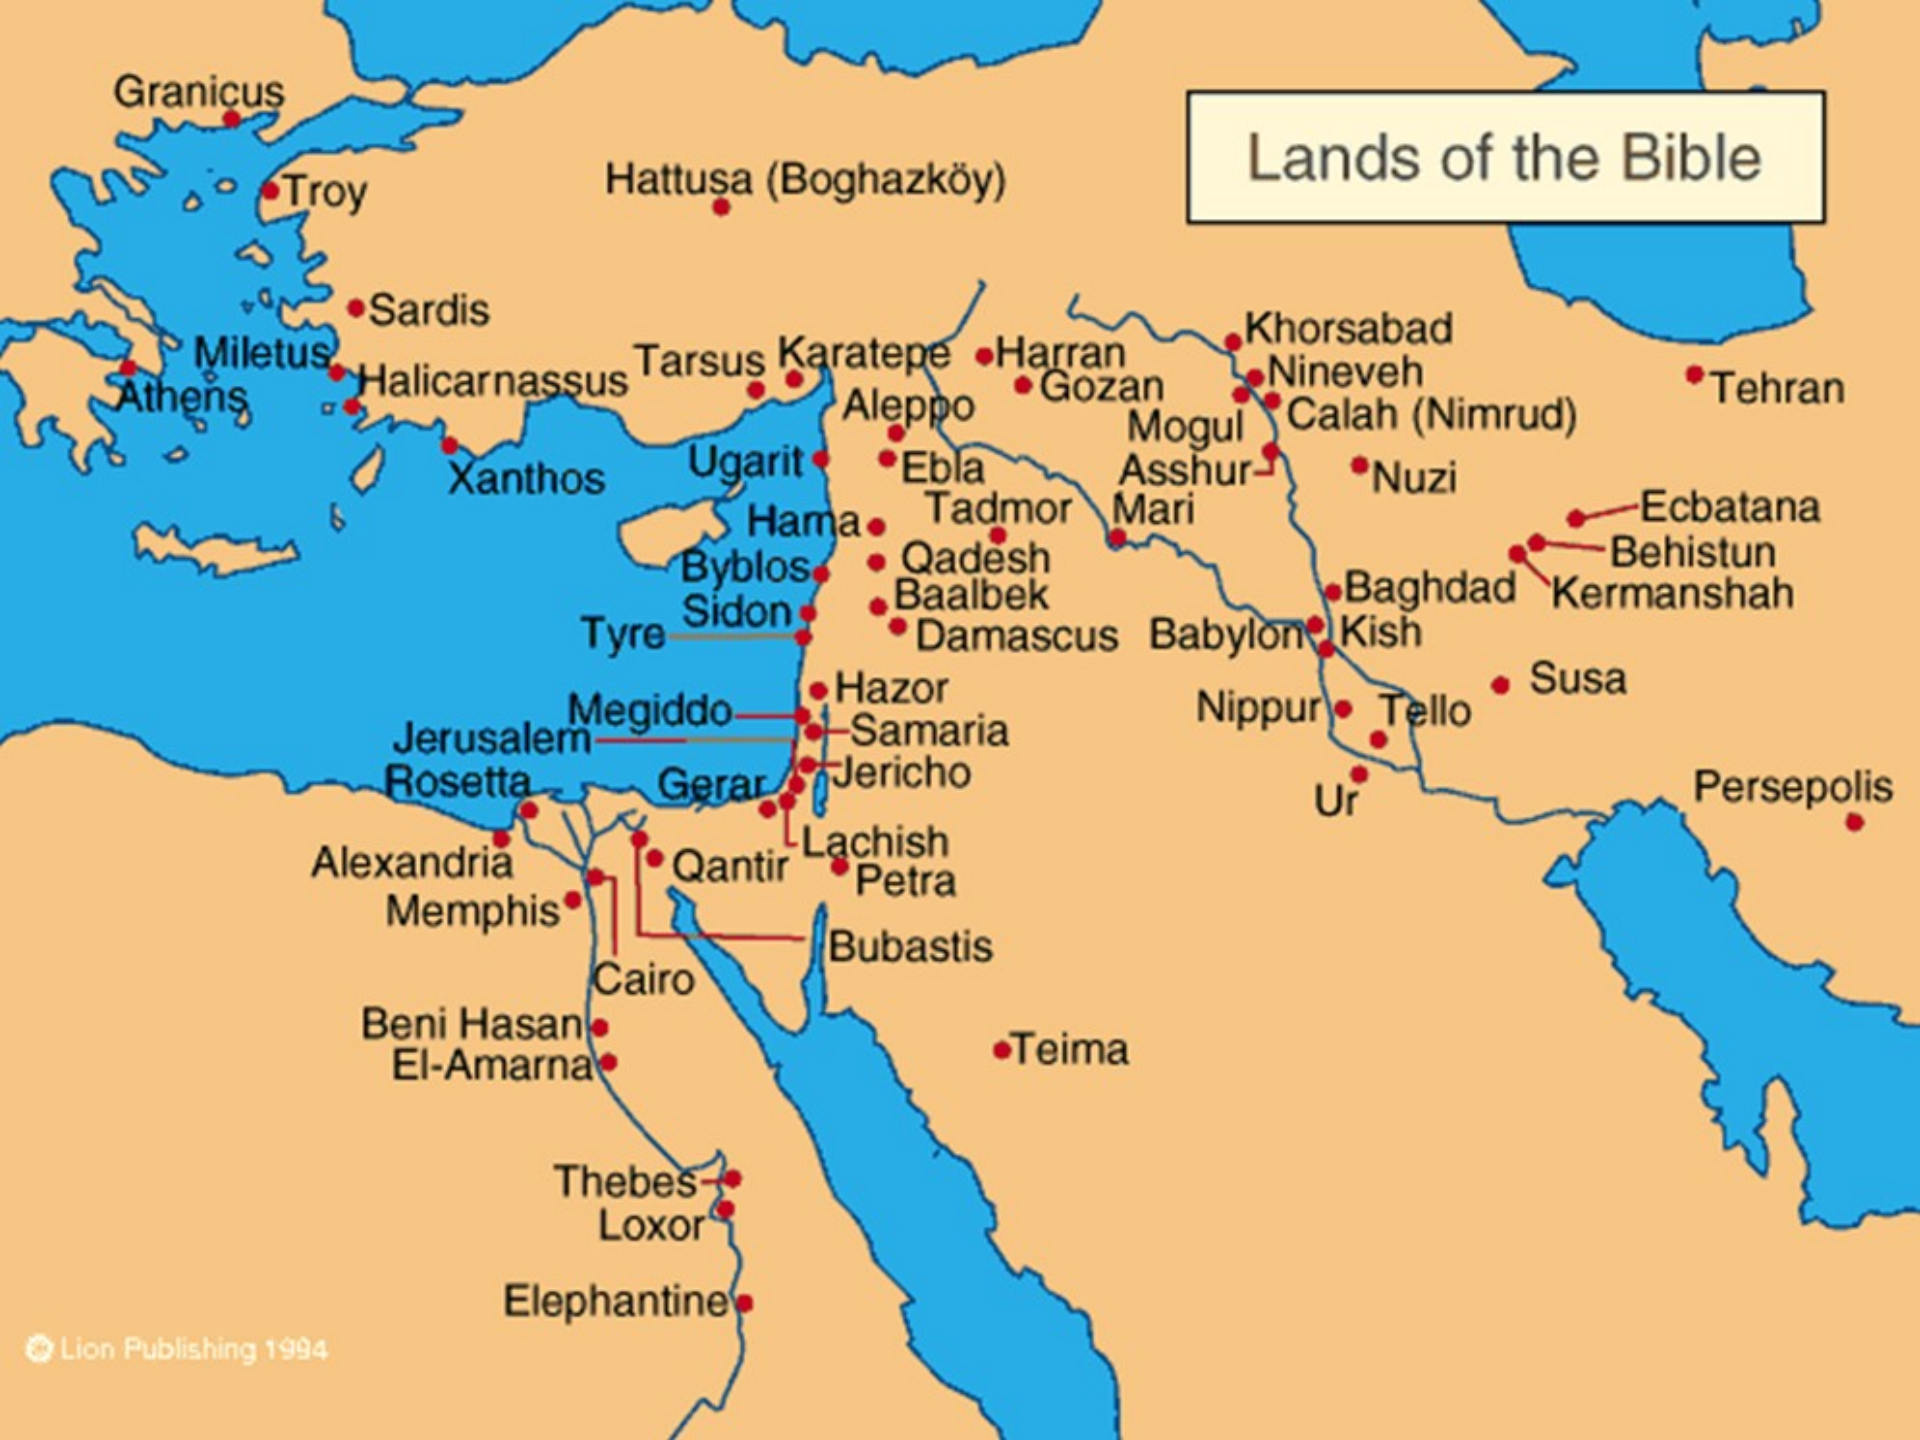 Granicus
Lands of the Bible
Hattusa (Boghazköy)
Troy
Sardis
Khorsabad
Miletus
Tarsus
Karatepe
Harran
Nineveh
Halicarnassus
Gozan
Tehran
Athens
Aleppo
Mogul
Calah (Nimrud)
Ugarit
Ebla
Asshur
Nuzi
Xanthos
Tadmor
Mari
Ecbatana
Hama
Qadesh
Behistun
Byblos
Baalbek
Baghdad
Kermanshah
Sidon
Tyre
Damascus
Babylon
Kish
Susa
Hazor
Megiddo
Nippur
Tello
Jerusalem
Samaria
Rosetta
Gerar
Jericho
Persepolis
Ur
Lachish
Alexandria
Qantir
Petra
Memphis
Bubastis
Cairo
Beni Hasan
Teima
El-Amarna
Thebes
Loxor
Elephantine
Lion Publishing 1994